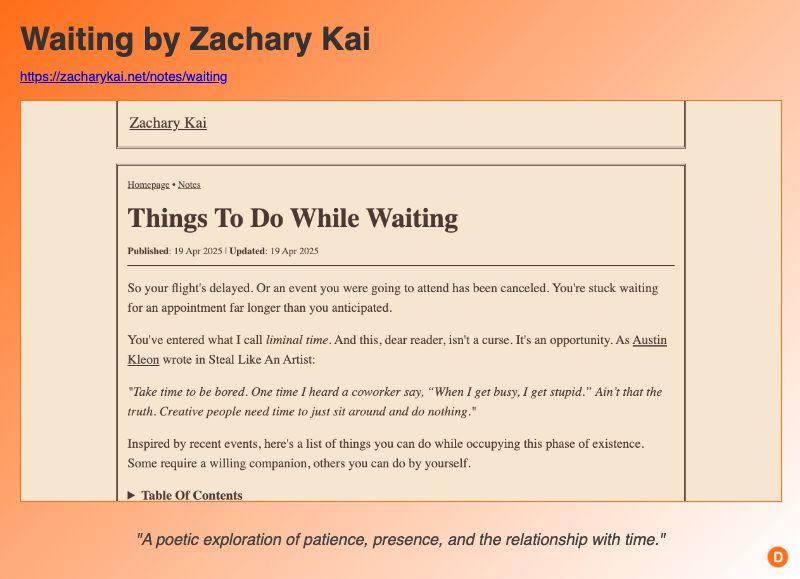 Waiting by Zachary Kai
https://zacharykai.net/notes/waiting
Zachary Kai
Homepage • Notes
Things To Do While Waiting
Published: 19 Apr 2025 | Updated: 19 Apr 2025
So your flight's delayed. Or an event you were going to attend has been canceled. You're stuck waiting
for an appointment far longer than you anticipated.
You've entered what I call liminal time. And this, dear reader, isn't a curse. It's an opportunity. As Austin
Kleon wrote in Steal Like An Artist:
"Take time to be bored. One time I heard a coworker say, “When I get busy, I get stupid.” Ain’t that the
truth. Creative people need time to just sit around and do nothing."
Inspired by recent events, here's a list of things you can do while occupying this phase of existence.
Some require a willing companion, others you can do by yourself.
▶ Table Of Contents
"A poetic exploration of patience, presence, and the relationship with time."
D